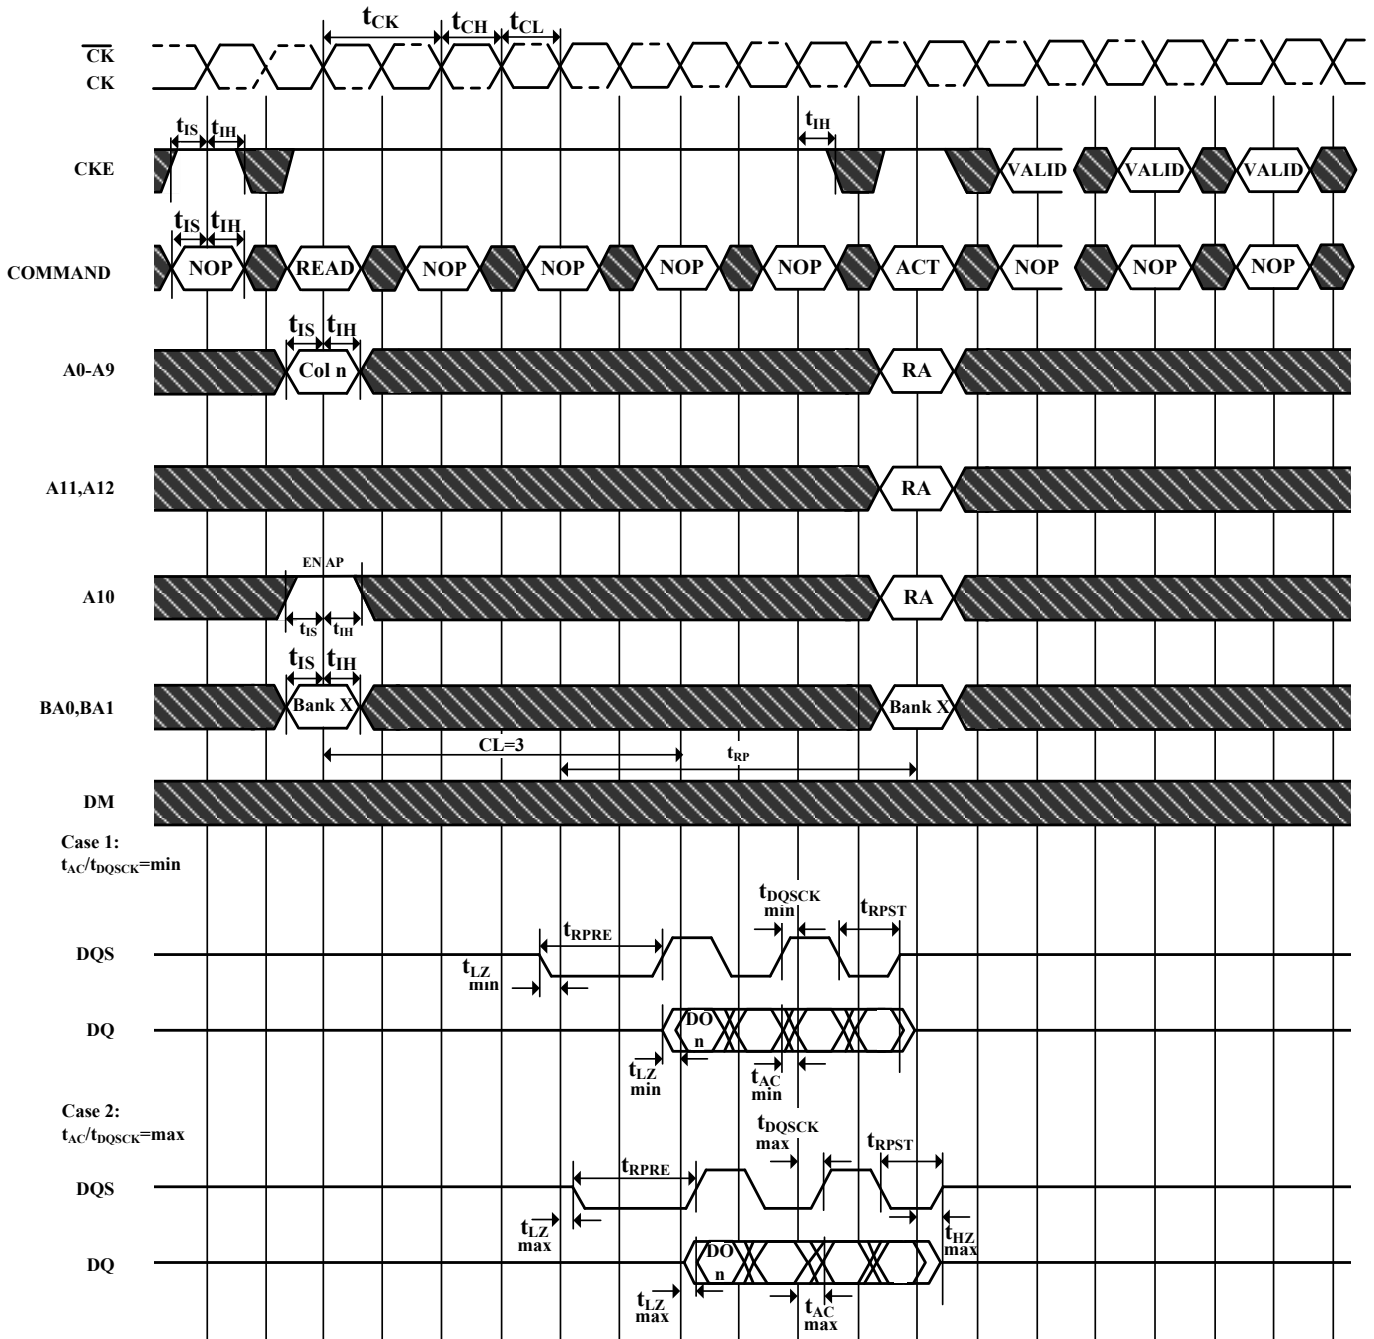 tCK tCH tCL
CK
CK
tIS tIH tIH
CKE VALID VALID VALID
tIS tIH
COMMAND NOP READ NOP NOP NOP NOP ACT NOP NOP NOP
tIS tIH
A0-A9 Col n RA
A11,A12 RA
EN AP
A10 RA
tIS tIH
tIS tIH
BA0,BA1 Bank X Bank X
CL=3 tRP
DM
Case 1:
tAC/tDQSCK=min
tDQSCK min tRPST
tRPRE
DQS
tLZ min
DQ DO n
tLZ min tAC min
Case 2:
tAC/tDQSCK=max
tDQSCK max tRPST
tRPRE
DQS
tLZ max tHZ max
DQ DO n
tLZ max tAC max